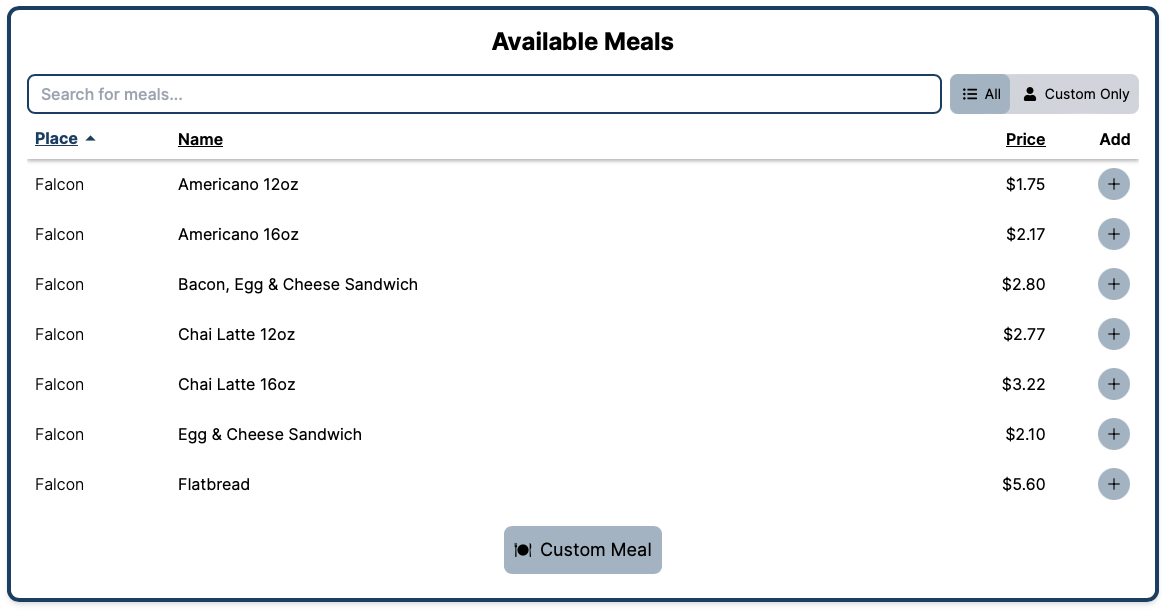 Available Meals
Search for meals...
All
Custom Only
Place Name Price Add
Falcon Americano 12oz $1.75
Falcon Americano 16oz $2.17
Falcon Bacon, Egg & Cheese Sandwich $2.80
Falcon Chai Latte 12oz $2.77
Falcon Chai Latte 16oz $3.22
Falcon Egg & Cheese Sandwich $2.10
Falcon Flatbread $5.60
Custom Meal